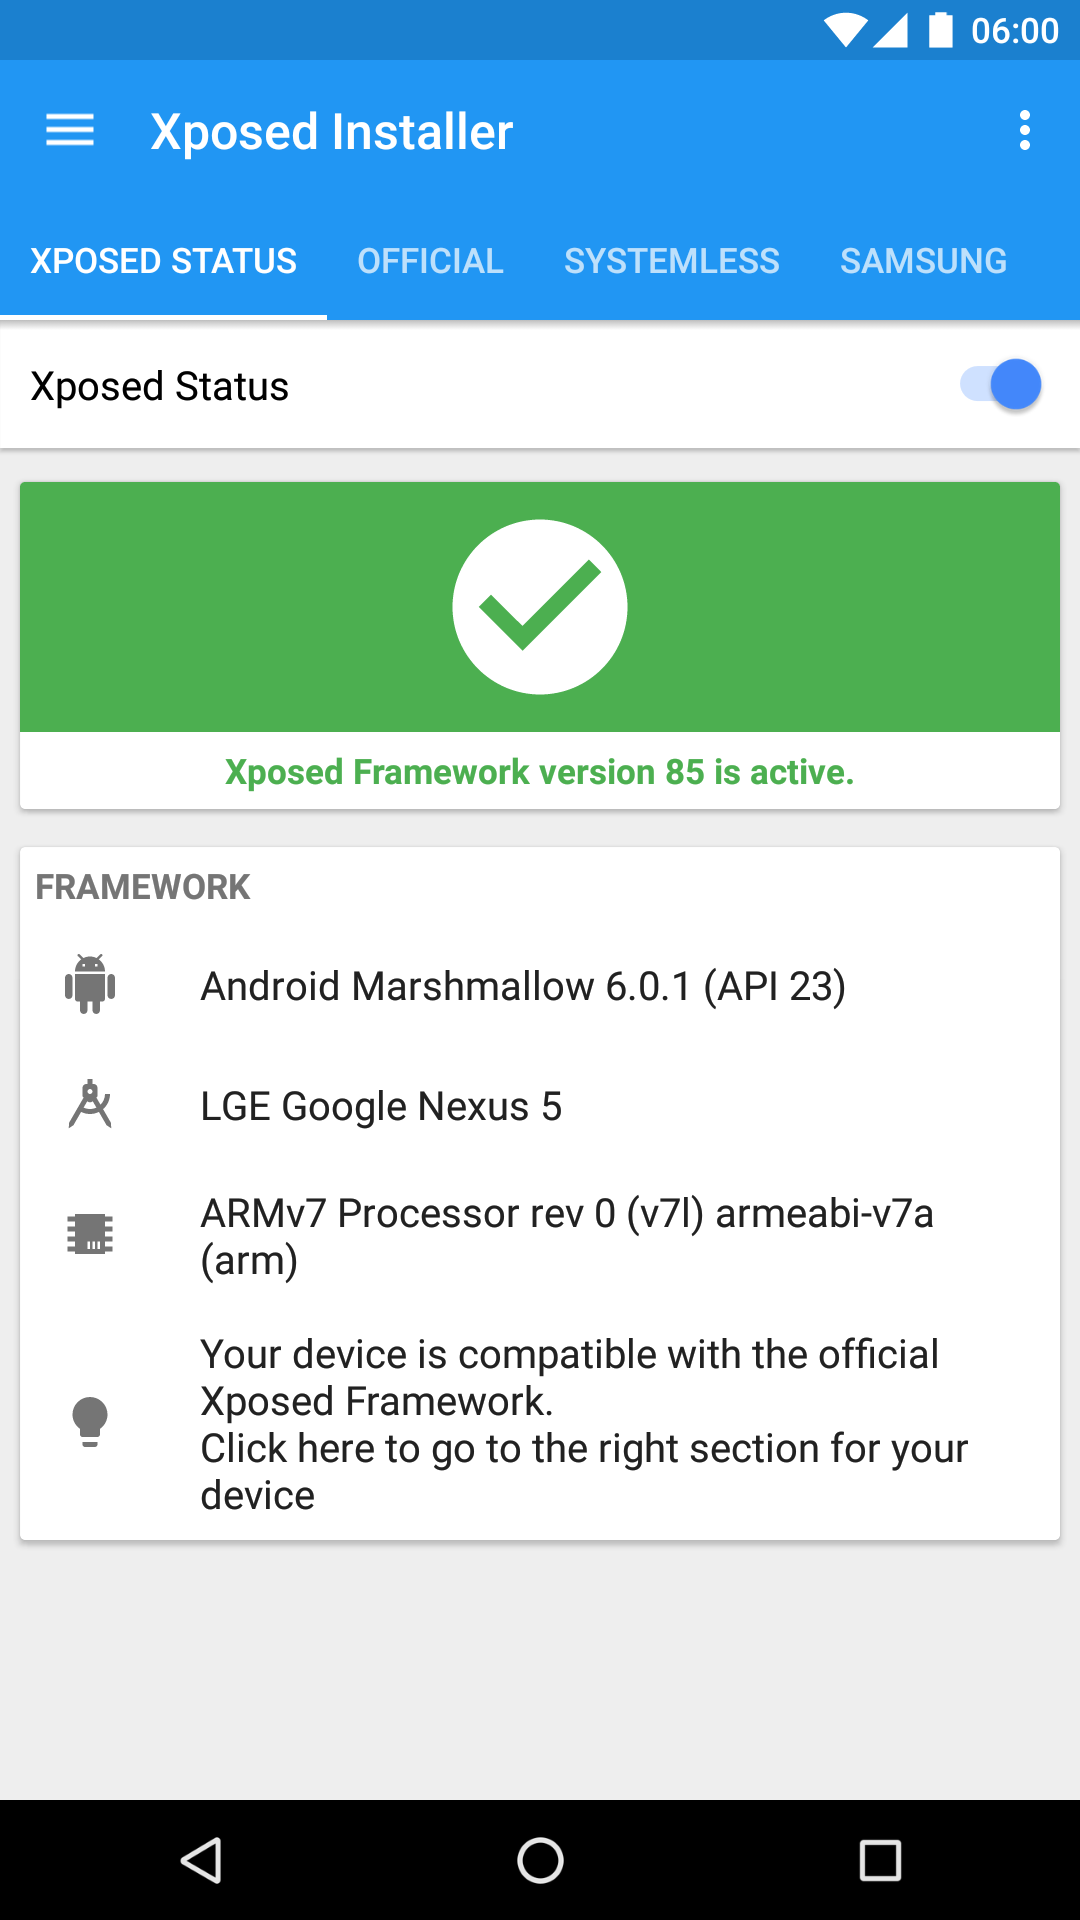 06:00
Xposed Installer
XPOSED STATUS OFFICIAL SYSTEMLESS SAMSUNG
Xposed Status
Xposed Framework version 85 is active.
FRAMEWORK
Android Marshmallow 6.0.1 (API 23)
LGE Google Nexus 5
ARMv7 Processor rev 0 (v7l) armeabi-v7a
(arm)
Your device is compatible with the official
Xposed Framework.
Click here to go to the right section for your
device